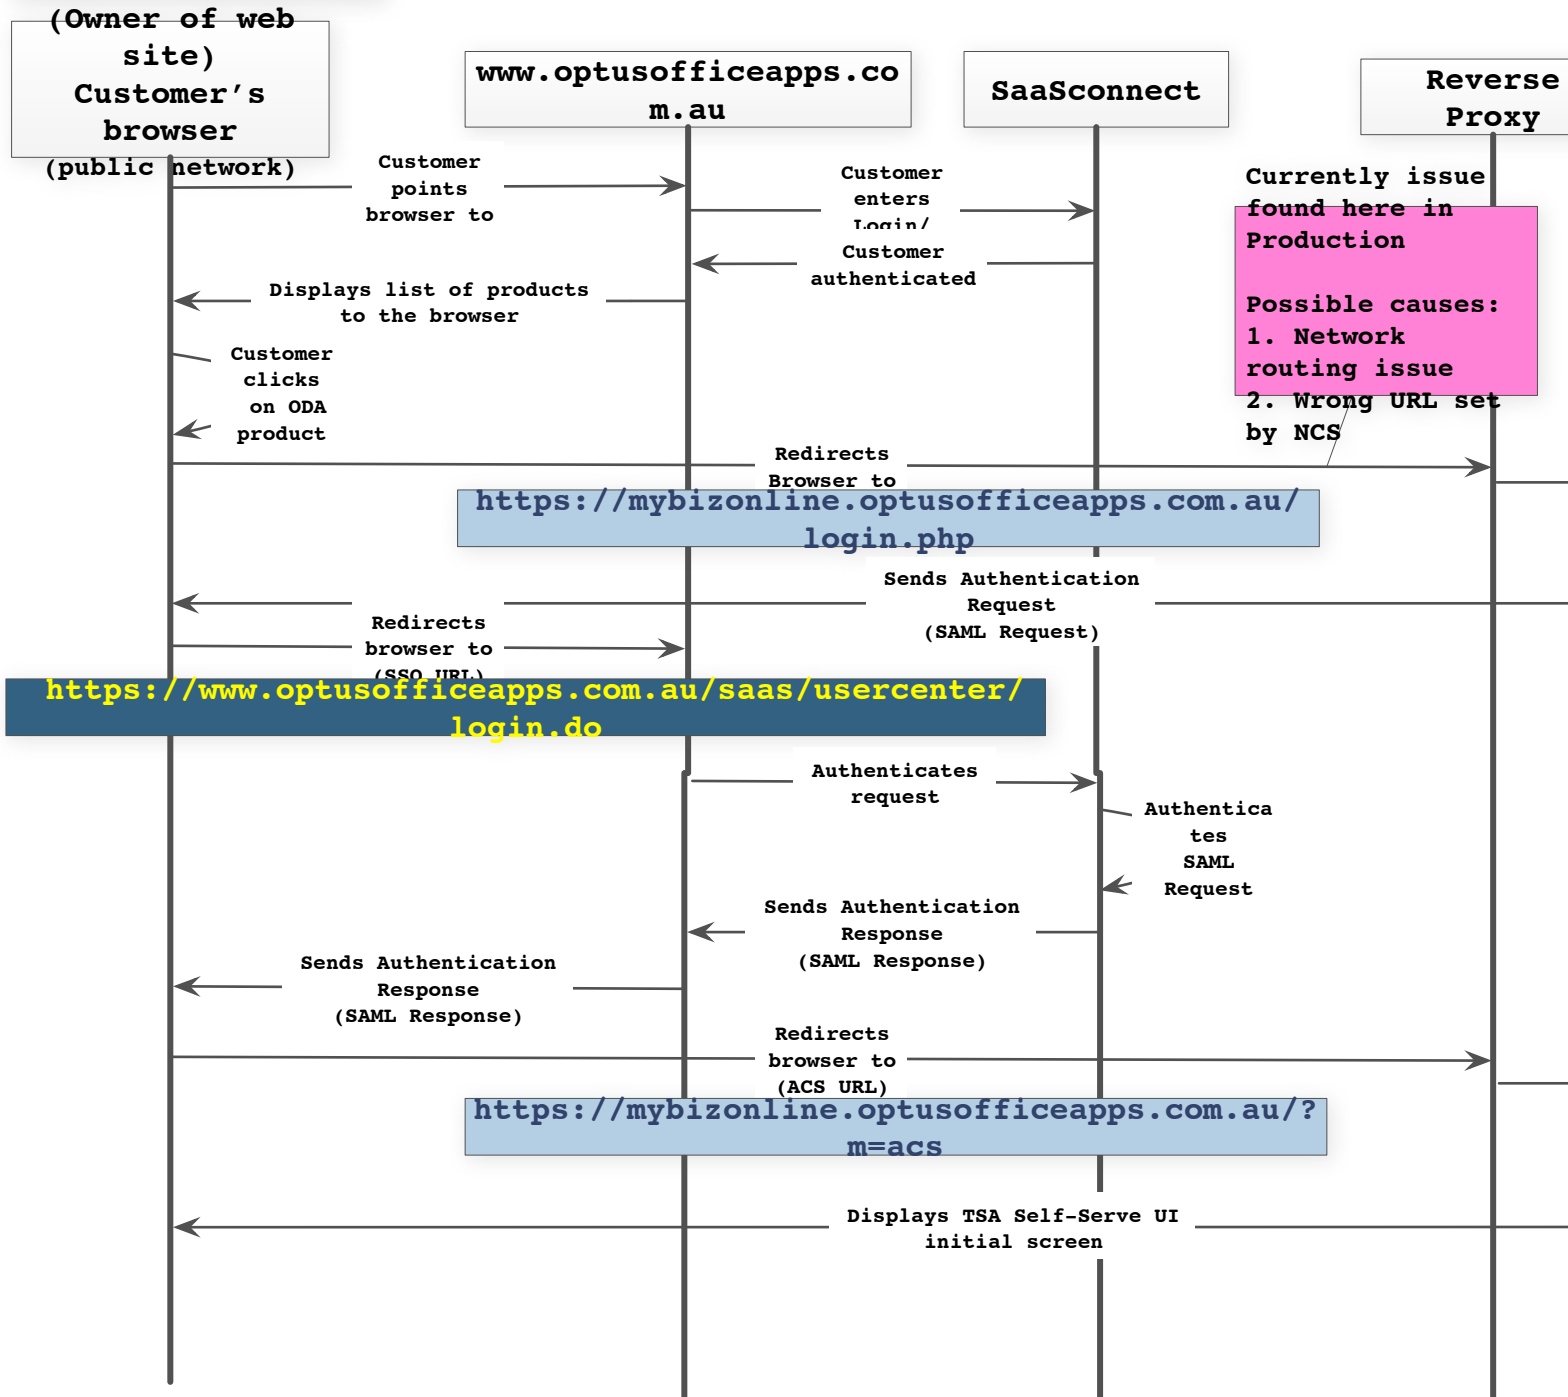 (Owner of web
site)
Customer's
browser
(public network)
www.optusofficeapps.co
m.au
SaaSconnect
Reverse
Proxy
Customer
points
browser to
Customer
enters
Login/
Customer
authenticated
Currently issue
found here in
Production
Possible causes:
1. Network
routing issue
2. Wrong URL set
by NCS
Displays list of products
to the browser
Customer
clicks
on ODA
product
Redirects
Browser to
https://mybizonline.optusofficeapps.com.au/
login.php
Sends Authentication
Request
(SAML Request)
Redirects
browser to
(SSO URL)
https://www.optusofficeapps.com.au/saas/usercenter/
login.do
Authenticates
request
Authentica
tes
SAML
Request
Sends Authentication
Response
(SAML Response)
Sends Authentication
Response
(SAML Response)
Redirects
browser to
(ACS URL)
https://mybizonline.optusofficeapps.com.au/?
m=acs
Displays TSA Self-Serve UI
initial screen